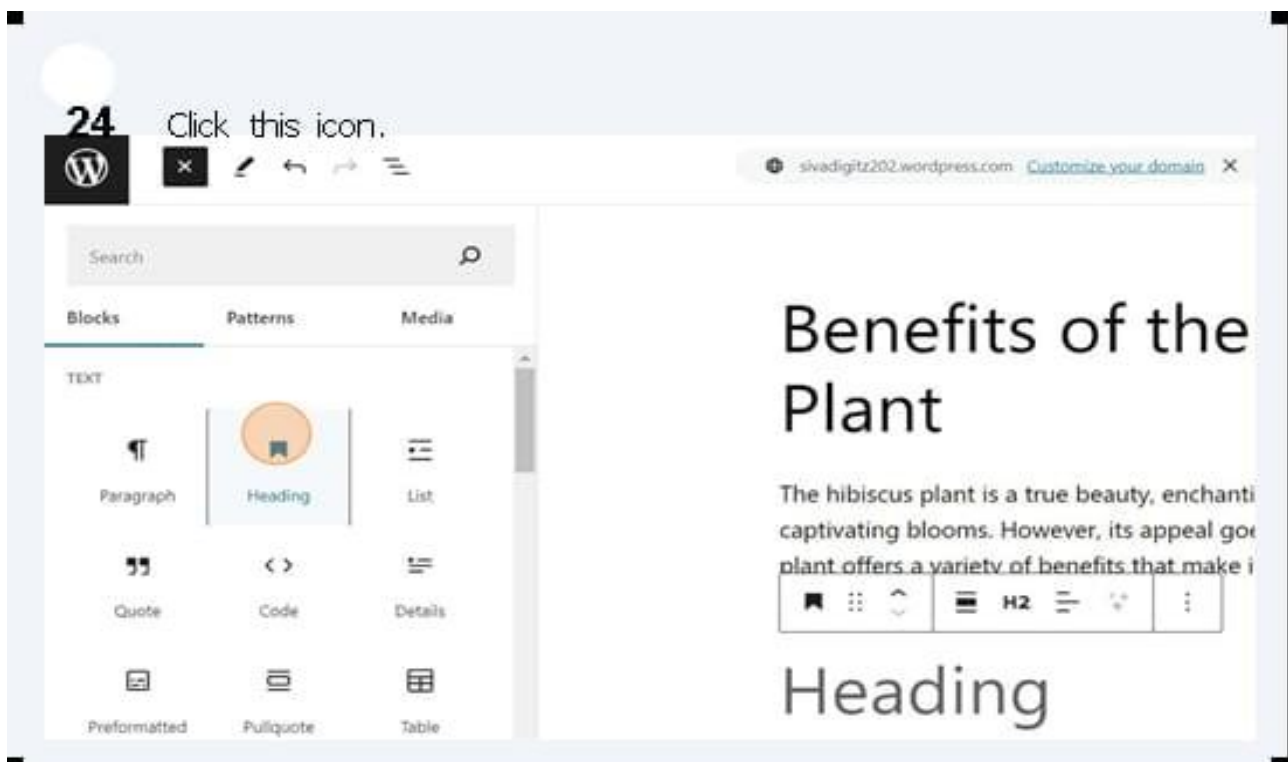 24 Click this icon.
sivadigitz202.wordpress.com Customize your domain
Search
Blocks Patterns Media
TEXT
Paragraph Heading List
Quote Code Details
Preformatted Pullquote Table
Benefits of the
Plant
The hibiscus plant is a true beauty, enchanti
captivating blooms. However, its appeal goe
plant offers a variety of benefits that make i
H2
Heading